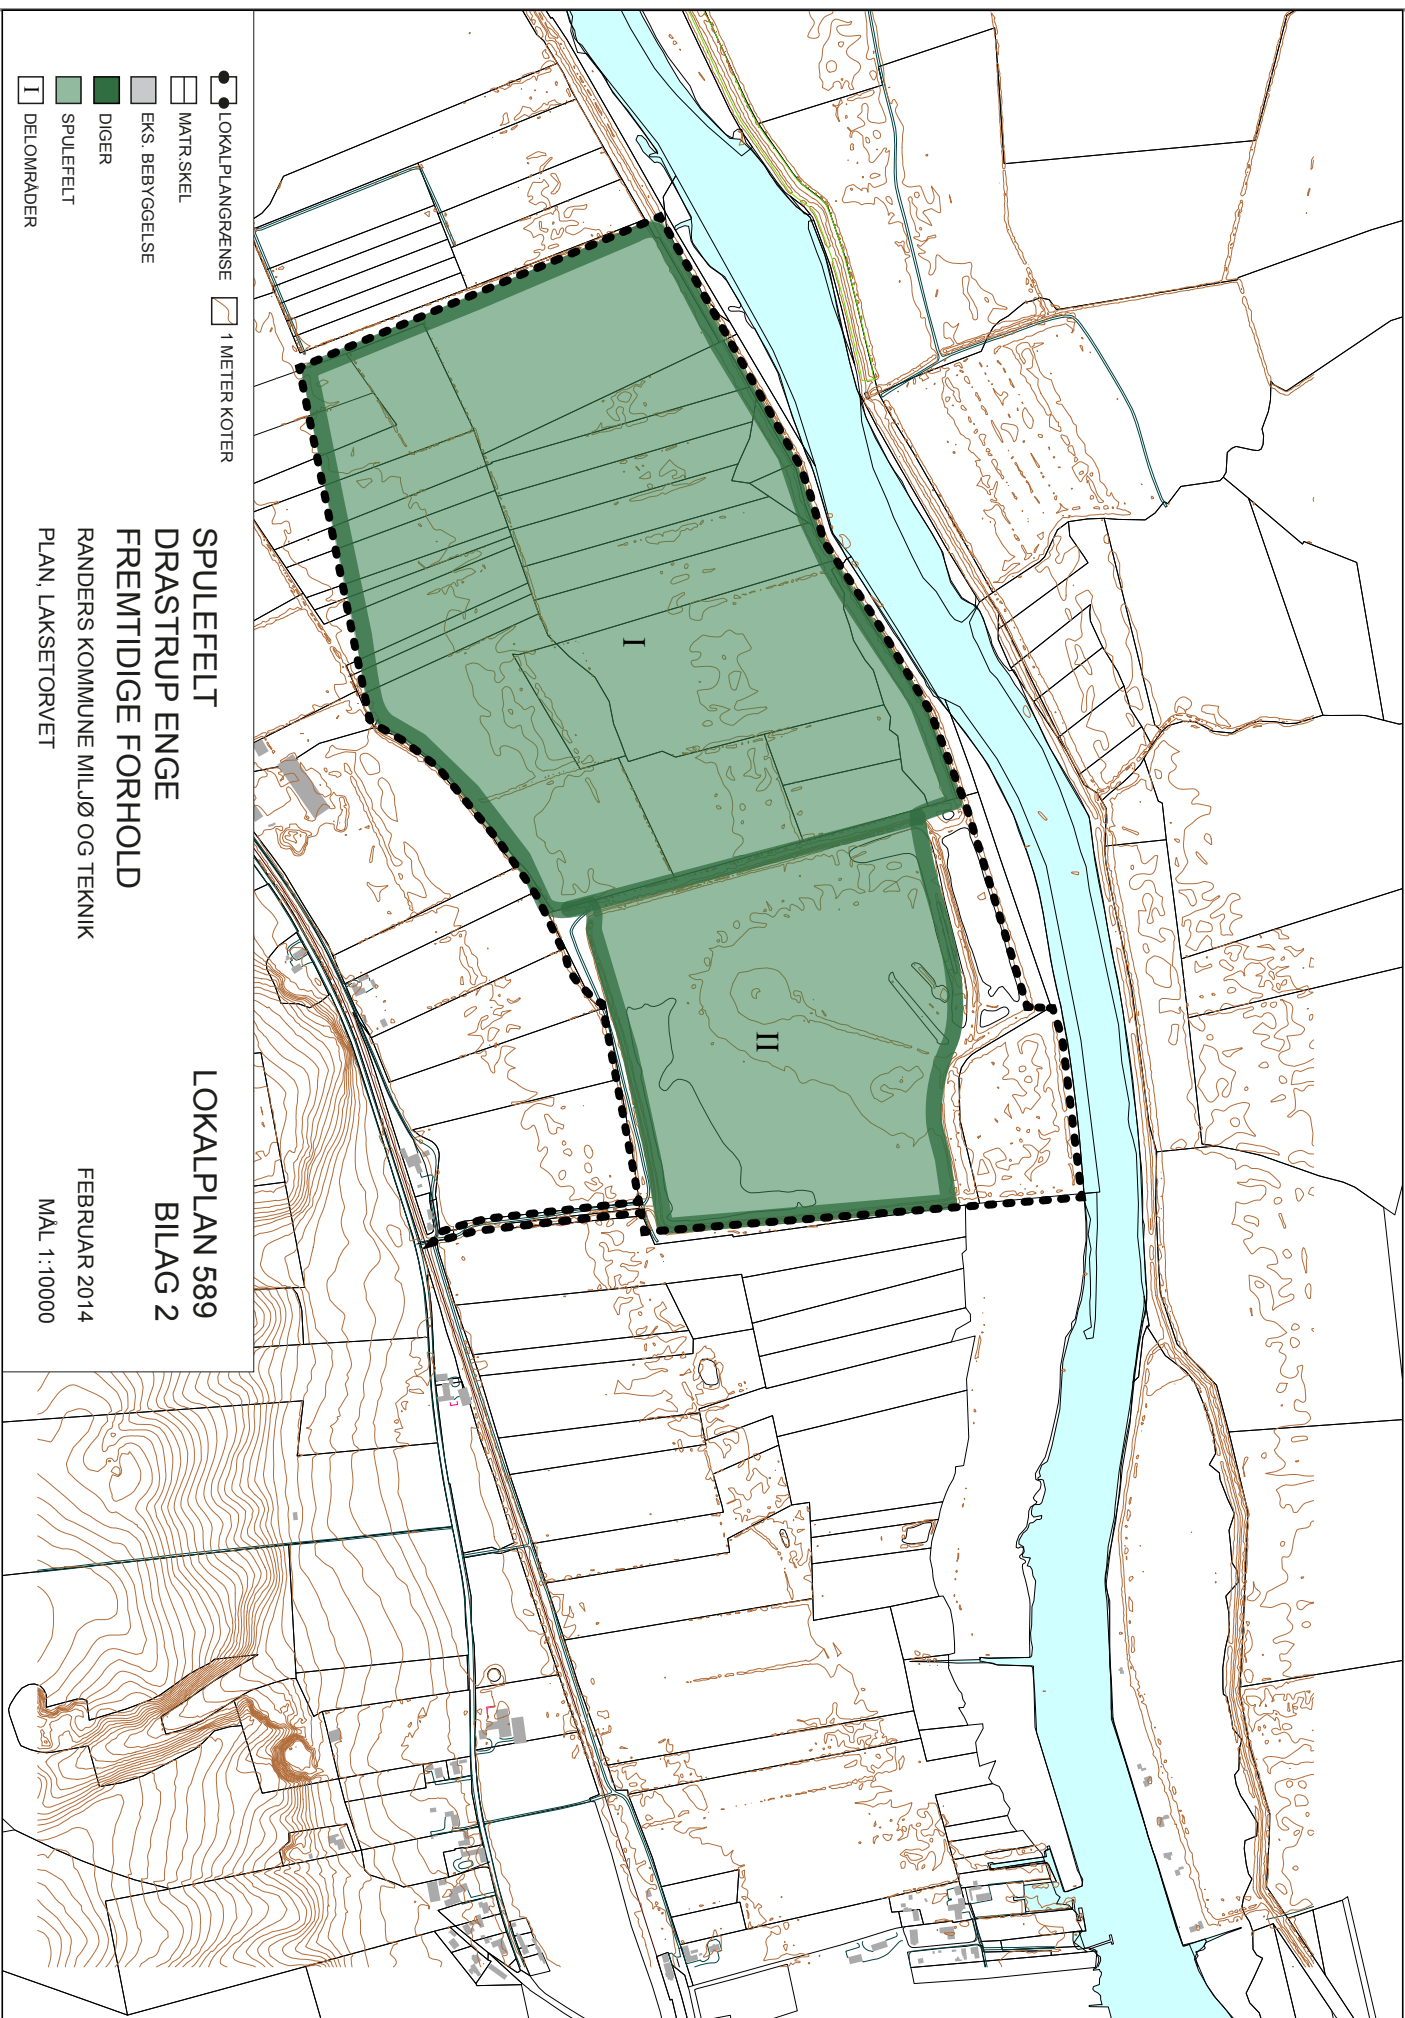 I
II
LOKALPLANGRÆNSE
1 METER KOTER
MATR.SKEL
EKS. BEBYGGELSE
DIGER
SPULEFELT
I DELOMRÅDER
SPULEFELT
DRASTRUP ENGE
FREMTIDIGE FORHOLD
RANDERS KOMMUNE MILJØ OG TEKNIK
PLAN, LAKSETORVET
LOKALPLAN 589
BILAG 2
FEBRUAR 2014
MÅL 1:10000